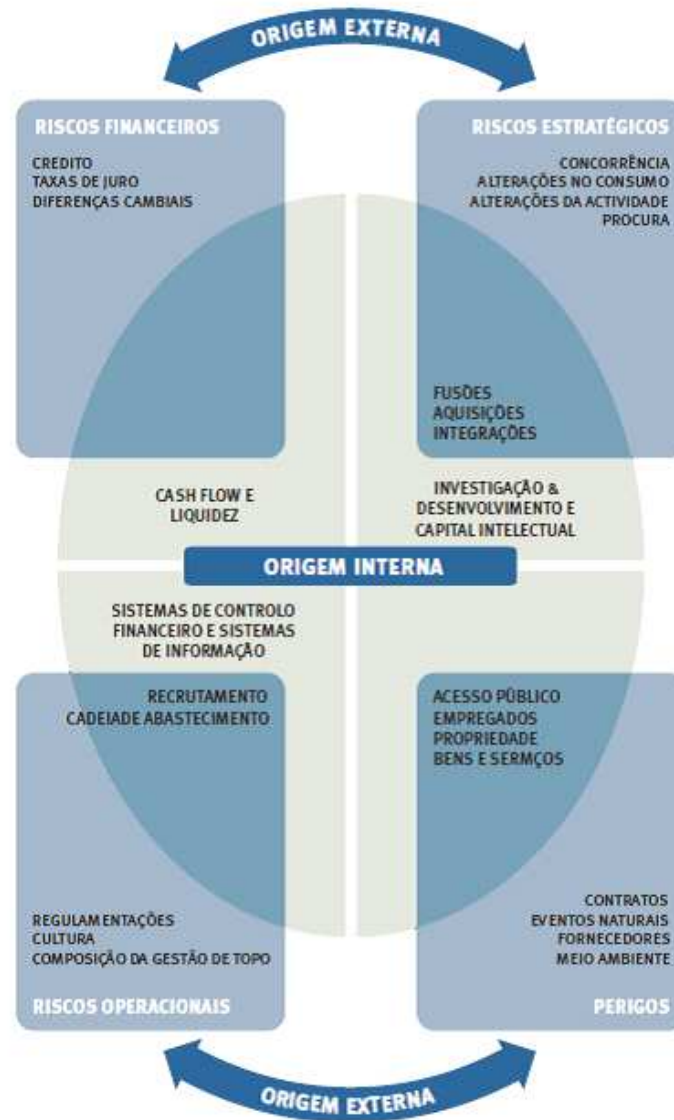 ORIGEM EXTERNA
RISCOS FINANCEIROS
CREDITO
TAXAS DE JURO
DIFERENÇAS CAMBIAIS
RISCOS ESTRATÉGICOS
CONCORRÊNCIA
ALTERAÇÕES NO CONSUMO
ALTERAÇÕES DA ACTIVIDADE
PROCURA
FUSÕES
AQUISIÇÕES
INTEGRAÇÕES
CASH FLOW E
LIQUIDEZ
INVESTIGAÇÃO &
DESENVOLVIMENTO E
CAPITAL INTELECTUAL
ORIGEM INTERNA
SISTEMAS DE CONTROLO
FINANCEIRO E SISTEMAS
DE INFORMAÇÃO
RECRUTAMENTO
CADEIADE ABASTECIMENTO
ACESSO PÚBLICO
EMPREGADOS
PROPRIEDADE
BENS E SERMÇOS
REGULAMENTAÇÕES
CULTURA
COMPOSIÇÃO DA GESTÃO DE TOPO
RISCOS OPERACIONAIS
CONTRATOS
EVENTOS NATURAIS
FORNECEDORES
MEIO AMBIENTE
PERIGOS
ORIGEM EXTERNA